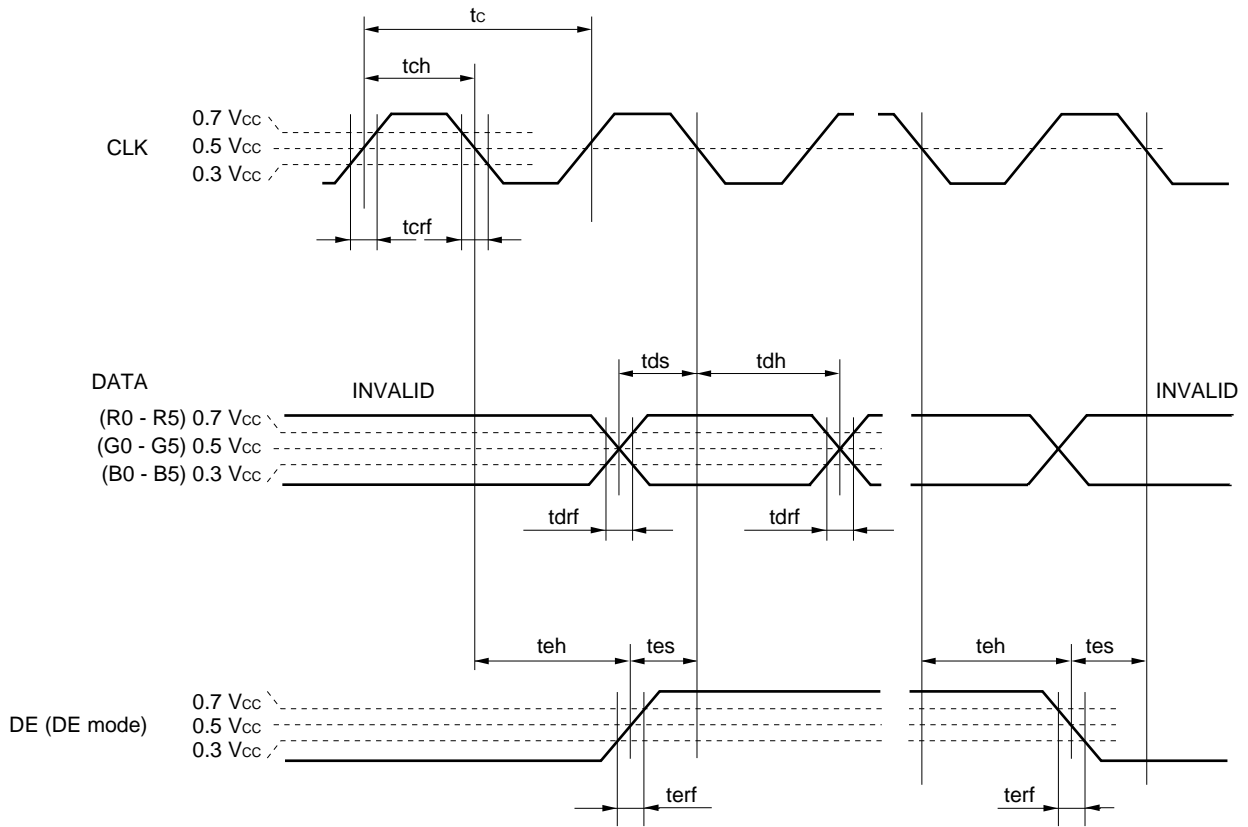 tc
tch
0.7 Vcc
CLK
0.5 Vcc
0.3 Vcc
tcrf
tds
tdh
DATA
INVALID
INVALID
(R0 - R5) 0.7 Vcc
(G0 - G5) 0.5 Vcc
(B0 - B5) 0.3 Vcc
tdrf
tdrf
teh
tes
teh
tes
0.7 Vcc
DE (DE mode)
0.5 Vcc
0.3 Vcc
terf
terf